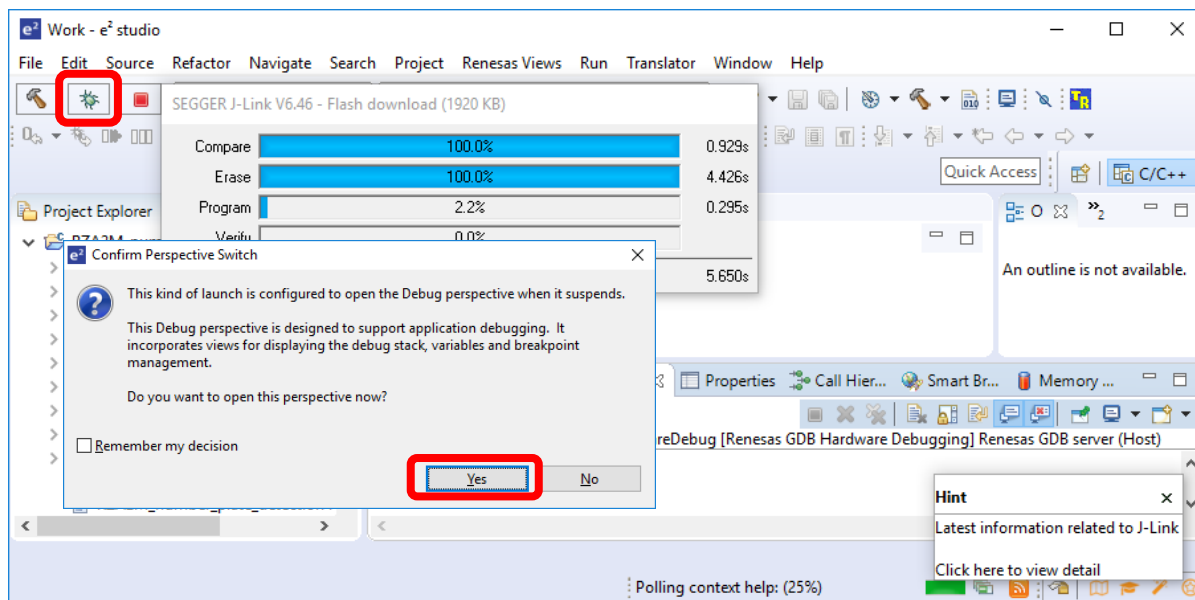 e² Work - e² studio
File Edit Source Refactor Navigate Search Project Renesas Views Run Translator Window Help
SEGGER J-Link V6.46 - Flash download (1920 KB)
Compare 100.0% 0.929s
Erase 100.0% 4.426s
Program 2.2% 0.295s
Verify 0.0%
5.650s
010
TR
Quick Access
C/C++
Project Explorer
O
»2
An outline is not available.
e² Confirm Perspective Switch
This kind of launch is configured to open the Debug perspective when it suspends.
This Debug perspective is designed to support application debugging. It
incorporates views for displaying the debug stack, variables and breakpoint
management.
Do you want to open this perspective now?
Remember my decision
Yes No
Properties Call Hier... Smart Br... Memory ...
reDebug [Renesas GDB Hardware Debugging] Renesas GDB server (Host)
Hint
Latest information related to J-Link
Click here to view detail
Polling context help: (25%)